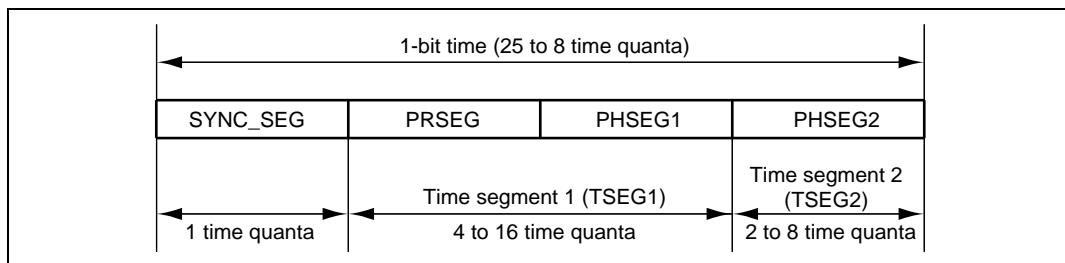 1-bit time (25 to 8 time quanta)
SYNC_SEG PRSEG PHSEG1 PHSEG2
Time segment 1 (TSEG1)
Time segment 2
(TSEG2)
1 time quanta 4 to 16 time quanta 2 to 8 time quanta